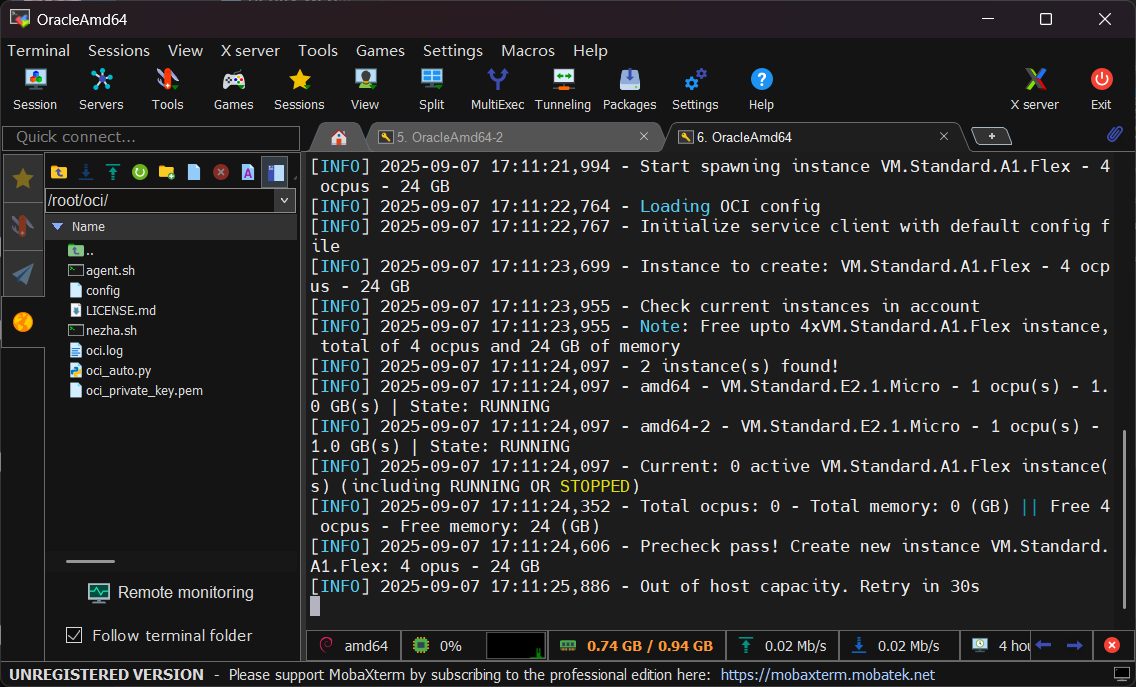 OracleAmd64
Terminal Sessions View X server Tools Games Settings Macros Help
Session Servers Tools Games Sessions View Split MultiExec Tunneling Packages Settings Help X server Exit
Quick connect...
5. OracleAmd64-2
6. OracleAmd64
/root/oci/
Name
..
agent.sh
config
LICENSE.md
nezha.sh
oci.log
oci_auto.py
oci_private_key.pem
Remote monitoring
Follow terminal folder
[INFO] 2025-09-07 17:11:21,994 - Start spawning instance VM.Standard.A1.Flex - 4
ocpus - 24 GB
[INFO] 2025-09-07 17:11:22,764 - Loading OCI config
[INFO] 2025-09-07 17:11:22,767 - Initialize service client with default config f
ile
[INFO] 2025-09-07 17:11:23,699 - Instance to create: VM.Standard.A1.Flex - 4 ocp
us - 24 GB
[INFO] 2025-09-07 17:11:23,955 - Check current instances in account
[INFO] 2025-09-07 17:11:23,955 - Note: Free upto 4xVM.Standard.A1.Flex instance,
total of 4 ocpus and 24 GB of memory
[INFO] 2025-09-07 17:11:24,097 - 2 instance(s) found!
[INFO] 2025-09-07 17:11:24,097 - amd64 - VM.Standard.E2.1.Micro - 1 ocpu(s) - 1.
0 GB(s) | State: RUNNING
[INFO] 2025-09-07 17:11:24,097 - amd64-2 - VM.Standard.E2.1.Micro - 1 ocpu(s) -
1.0 GB(s) | State: RUNNING
[INFO] 2025-09-07 17:11:24,097 - Current: 0 active VM.Standard.A1.Flex instance(
s) (including RUNNING OR STOPPED)
[INFO] 2025-09-07 17:11:24,352 - Total ocpus: 0 - Total memory: 0 (GB) || Free 4
ocpus - Free memory: 24 (GB)
[INFO] 2025-09-07 17:11:24,606 - Precheck pass! Create new instance VM.Standard.
A1.Flex: 4 opus - 24 GB
[INFO] 2025-09-07 17:11:25,886 - Out of host capacity. Retry in 30s
amd64 0% 0.74 GB / 0.94 GB 0.02 Mb/s 0.02 Mb/s 4 hou
UNREGISTERED VERSION - Please support MobaXterm by subscribing to the professional edition here: https://mobaxterm.mobatek.net